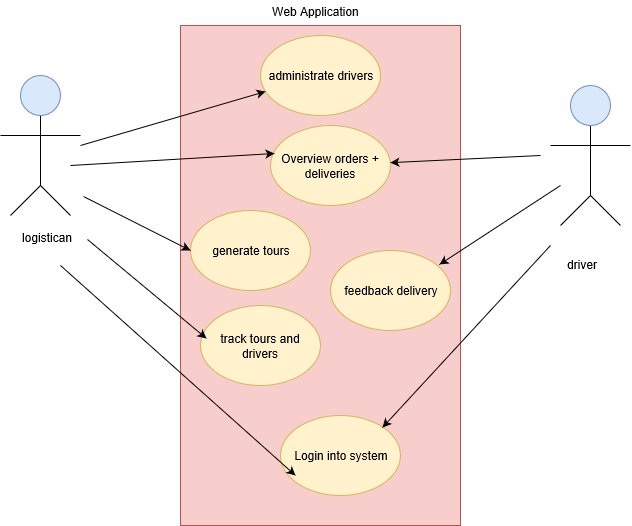 Web Application
administrate drivers
Overview orders +
deliveries
logistican
generate tours
driver
feedback delivery
track tours and
drivers
Login into system